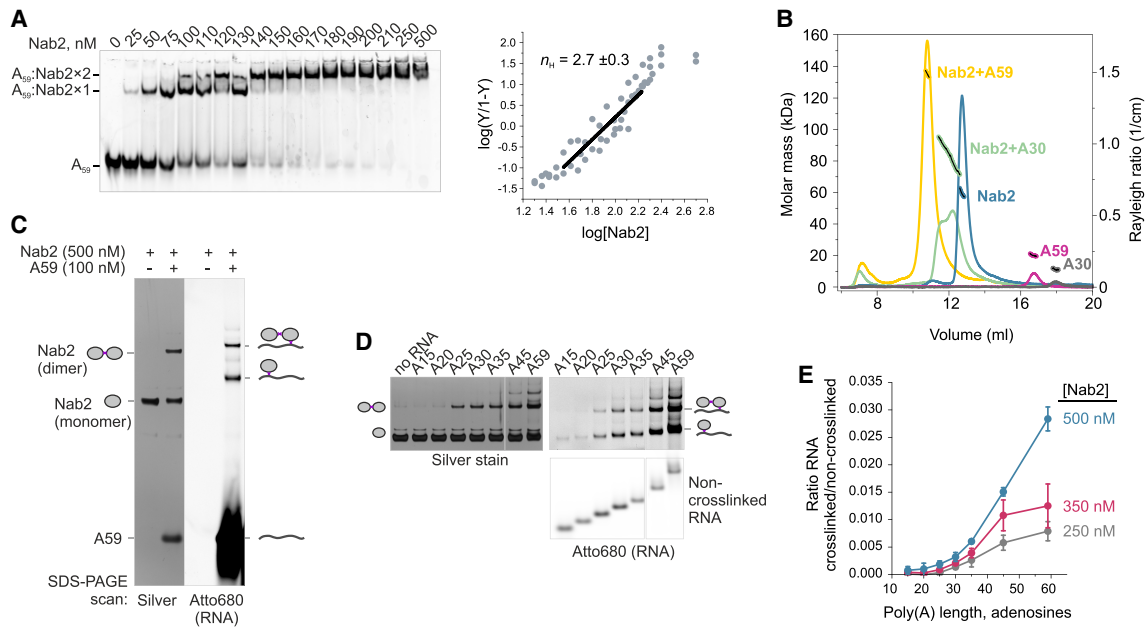 A
Nab2, nM
0 25 50 75 100 110 120 130 140 150 160 170 180 190 200 210 250 500
A59:Nab2×2
A59:Nab2×1
A59
log(Y/1-Y)
2.0
1.5
1.0
0.5
0.0
-0.5
-1.0
-1.5
nH = 2.7 ±0.3
1.2 1.4 1.6 1.8 2.0 2.2 2.4 2.6 2.8
log[Nab2]
B
Molar mass (kDa)
160
140
120
100
80
60
40
20
0
Nab2+A59
Nab2+A30
Nab2
A59
A30
1.5
1.0
0.5
0
Rayleigh ratio (1/cm)
8 12 16 20
Volume (ml)
C
Nab2 (500 nM) + + + +
A59 (100 nM) - + - +
Nab2
(dimer)
Nab2
(monomer)
A59
SDS-PAGE
scan:
Silver
Atto680
(RNA)
D
no RNA A15 A20 A25 A30 A35 A45 A59
A15 A20 A25 A30 A35 A45 A59
Silver stain
Non-
crosslinked
RNA
Atto680 (RNA)
E
Ratio RNA
crosslinked/non-crosslinked
0.035
0.030
0.025
0.020
0.015
0.010
0.005
0.000
[Nab2]
500 nM
350 nM
250 nM
10 20 30 40 50 60
Poly(A) length, adenosines